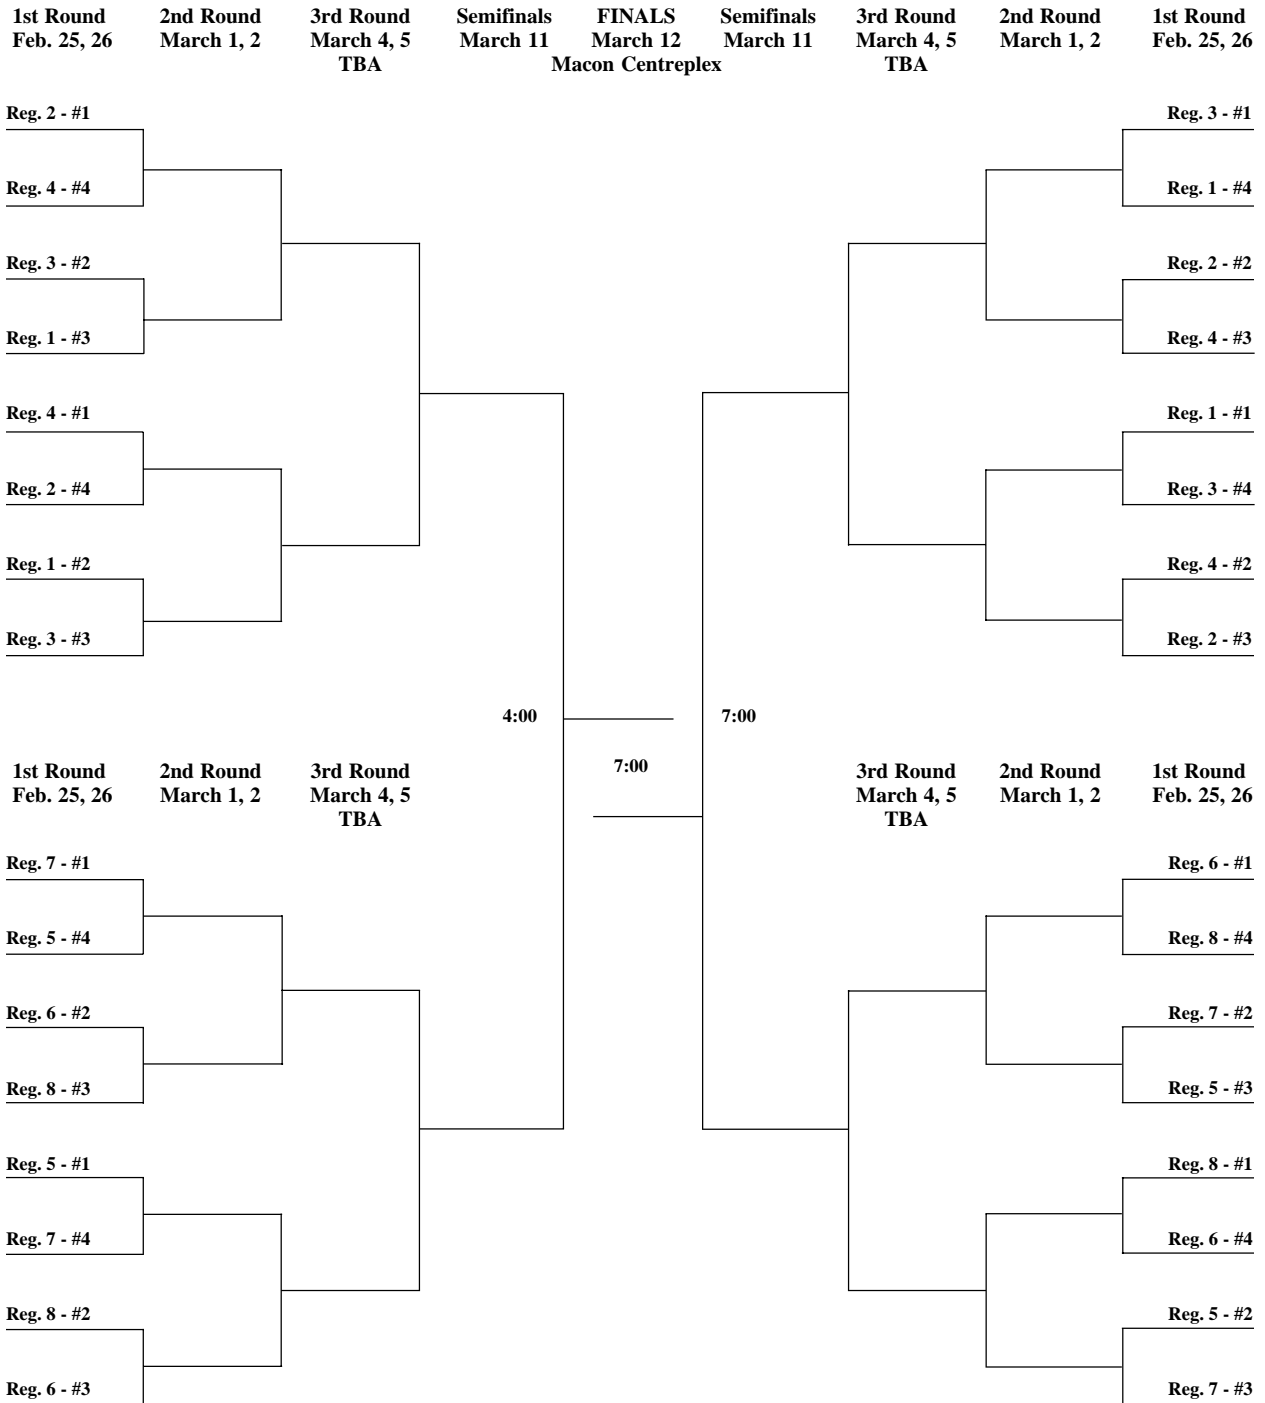 1st Round 2nd Round 3rd Round Semifinals FINALS Semifinals 3rd Round 2nd Round 1st Round
Feb. 25, 26 March 1, 2 March 4, 5 March 11 March 12 March 11 March 4, 5 March 1, 2 Feb. 25, 26
TBA Macon Centreplex TBA
Reg. 2 - #1 Reg. 3 - #1
Reg. 4 - #4 Reg. 1 - #4
Reg. 3 - #2 Reg. 2 - #2
Reg. 1 - #3 Reg. 4 - #3
Reg. 4 - #1 Reg. 1 - #1
Reg. 2 - #4 Reg. 3 - #4
Reg. 1 - #2 Reg. 4 - #2
Reg. 3 - #3 Reg. 2 - #3
4:00 7:00
7:00
1st Round 2nd Round 3rd Round 3rd Round 2nd Round 1st Round
Feb. 25, 26 March 1, 2 March 4, 5 March 4, 5 March 1, 2 Feb. 25, 26
TBA TBA
Reg. 7 - #1 Reg. 6 - #1
Reg. 5 - #4 Reg. 8 - #4
Reg. 6 - #2 Reg. 7 - #2
Reg. 8 - #3 Reg. 5 - #3
Reg. 5 - #1 Reg. 8 - #1
Reg. 7 - #4 Reg. 6 - #4
Reg. 8 - #2 Reg. 5 - #2
Reg. 6 - #3 Reg. 7 - #3